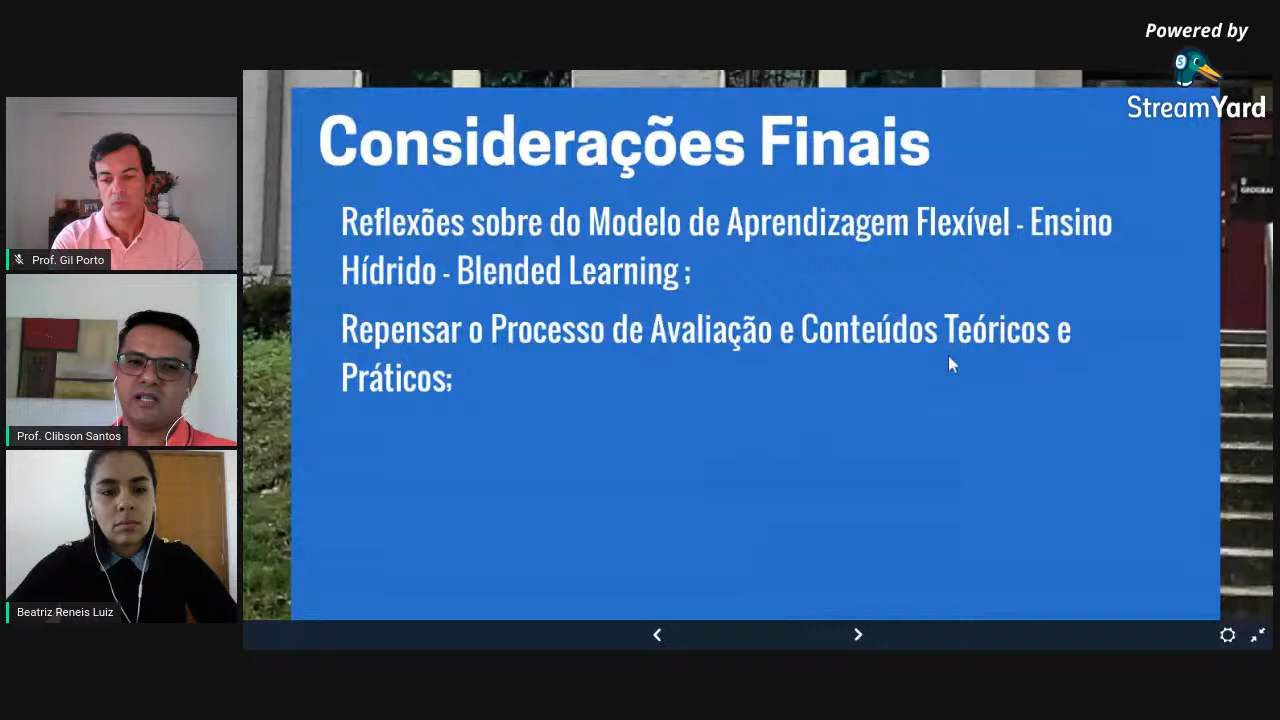 Powered by
StreamYard
Considerações Finais
Reflexões sobre do Modelo de Aprendizagem Flexível - Ensino
Hídrido - Blended Learning ;
Repensar o Processo de Avaliação e Conteúdos Teóricos e
Práticos;
Prof. Gil Porto
Prof. Clibson Santos
Beatriz Reneis Luiz